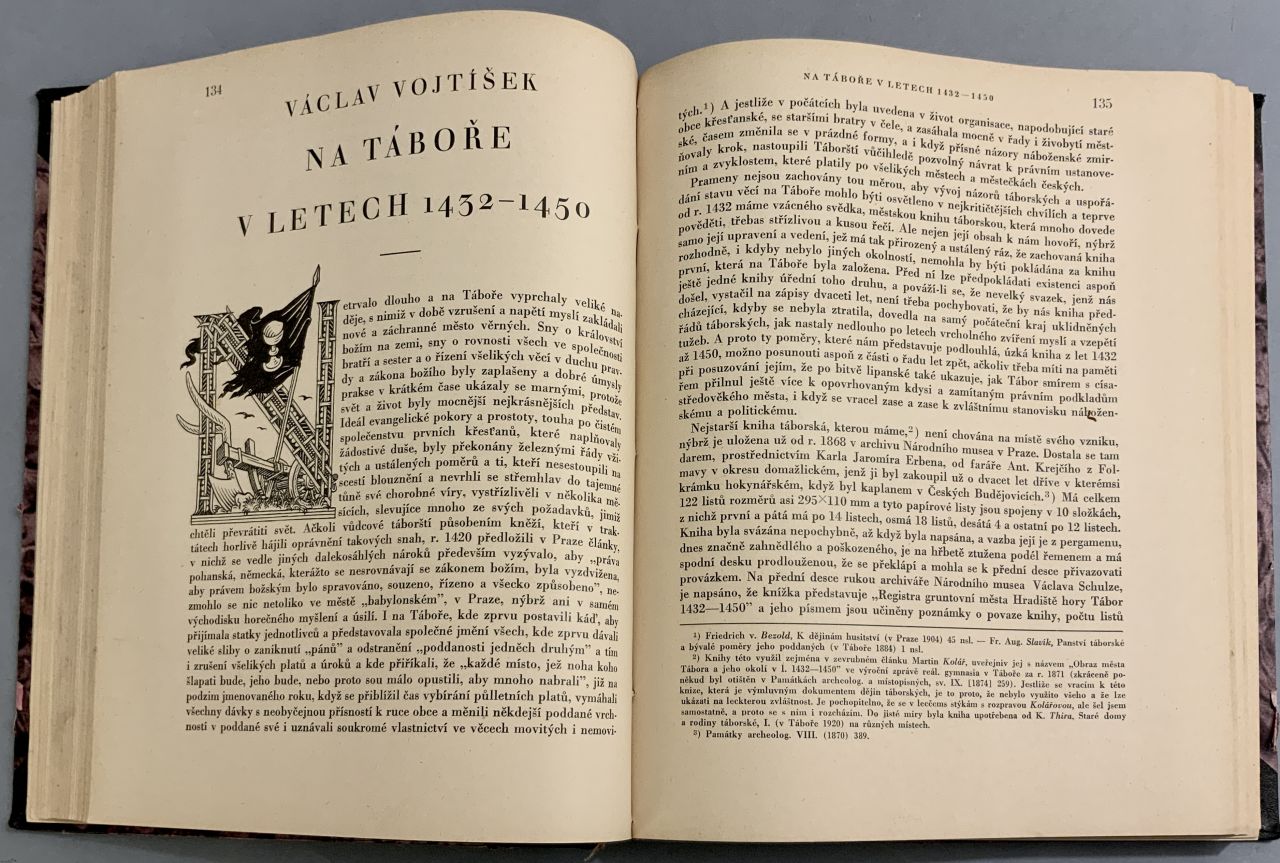 134
VÁCLAV VOJTÍŠEK
NA TÁBOŘE
V LETECH 1432–1450
Netrvalo dlouho a na Táboře vyprchaly veliké na-
děje, s nimiž v době vzrušení a napětí myslí zakládali
nové a záchranné město věrných. Sny o království
božím na zemi, sny o rovnosti všech ve společnosti
bratří a sester a o řízení všelikých věcí v duchu prav-
dy a zákona božího byly zaplašeny a dobré úmysly
prakse v krátkém čase ukázaly se marnými, protože
svět a život byly mocnější nejkrásnějších představ.
Ideál evangelické pokory a prostoty, touha po čistém
společenstvu prvních křesťanů, které naplňovaly
žádostivé duše, byly překonány železnými řády vži-
tých a ustálených poměrů a ti, kteří nesestoupili na
scestí blouznění a nevrhli se střemhlav do tajemné
tůně své chorobné víry, vystřízlivěli v několika mě-
sících, slevujíce mnoho ze svých požadavků, jimiž
chtěli převrátiti svět. Ačkoli vůdcové táborští působením kněží, kteří v trak-
tátech horlivě hájili oprávnění takových snah, r. 1420 předložili v Praze články,
v nichž se vedle jiných dalekosáhlých nároků především vyzývalo, aby „práva
pohanská, německá, kterážto se nesrovnávají se zákonem božím, byla vyzdvižena,
aby právem božským bylo spravováno, souzeno, řízeno a všecko způsobeno”, ne-
zmohlo se nic netoliko ve městě „babylonském”, v Praze, nýbrž ani v samém
východisku horečného myšlení a úsilí. I na Táboře, kde zprvu postavili káď, aby
přijímala statky jednotlivců a představovala společné jmění všech, kde zprvu dávali
veliké sliby o zaniknutí „pánů” a odstranění „poddanosti jedněch druhým” a tím
i zrušení všelikých platů a úroků a kde příříkali, že „každé místo, jež noha koho
šlapati bude, jeho bude, nebo proto sou málo opustili, aby mnoho nabrali”, již na
podzim jmenovaného roku, když se přiblížil čas vybírání půlletních platů, vymáhali
všechny dávky s neobyčejnou přísností k ruce obce a měnili někdejší poddané vrch-
ností v poddané své i uznávali soukromé vlastnictví ve věcech movitých i nemovi-
NA TÁBOŘE V LETECH 1432—1450
135
tých.¹) A jestliže v počátcích byla uvedena v život organisace, napodobující staré
obce křesťanské, se staršími bratry v čele, a zasáhala mocně v řady i živobytí měst-
ské, časem změnila se v prázdné formy, a i když přísné názory náboženské zmír-
ňovaly krok, nastoupili Táborští vůčihledě pozvolný návrat k právním ustanove-
ním a zvyklostem, které platily po všelikých městech a městečkách českých.
Prameny nejsou zachovány tou měrou, aby vývoj názorů táborských a uspořá-
dání stavu věcí na Táboře mohlo býti osvětleno v nejkritičtějších chvílích a teprve
od r. 1432 máme vzácného svědka, městskou knihu táborskou, která mnoho dovede
pověděti, třebas střízlivou a kusou řečí. Ale nejen její obsah k nám hovoří, nýbrž
samo její upravení a vedení, jež má tak přirozený a ustálený ráz, že zachovaná kniha
rozhodně, i kdyby nebylo jiných okolností, nemohla by býti pokládána za knihu
první, která na Táboře byla založena. Před ní lze předpokládati existenci aspoň
ještě jedné knihy úřední toho druhu, a pováží-li se, že nevelký svazek, jenž nás
došel, vystačil na zápisy dvaceti let, není třeba pochybovati, že by nás kniha před-
cházející, kdyby se nebyla ztratila, dovedla na samý počáteční kraj uklidněných
řádů táborských, jak nastaly nedlouho po letech vrcholného zvíření myslí a vzepětí
tužeb. A proto ty poměry, které nám představuje podlouhlá, úzká kniha z let 1432
až 1450, možno posunouti aspoň z části o řadu let zpět, ačkoliv třeba míti na paměti
při posuzování jejím, že po bitvě lipanské také ukazuje, jak Tábor smírem s císa-
řem přilnul ještě více k opovrhovaným kdysi a zamítaným právním podkladům
středověkého města, i když se vracel zase a zase k zvláštnímu stanovisku nábožen-
skému a politickému.
Nejstarší kniha táborská, kterou máme,²) není chována na místě svého vzniku,
nýbrž je uložena už od r. 1868 v archivu Národního musea v Praze. Dostala se tam
darem, prostřednictvím Karla Jaromíra Erbena, od faráře Ant. Krejčího z Fol-
mavy v okresu domažlickém, jenž ji byl zakoupil už o dvacet let dříve v kterémsi
krámku hokynářském, když byl kaplanem v Českých Budějovicích.³) Má celkem
122 listů rozměrů asi 295×110 mm a tyto papírové listy jsou spojeny v 10 složkách,
z nichž první a pátá má po 14 listech, osmá 18 listů, desátá 4 a ostatní po 12 listech.
Kniha byla svázána nepochybně, až když byla napsána, a vazba její je z pergamenu,
dnes značně zahnědlého a poškozeného, je na hřbetě ztužena podél řemenem a má
spodní desku prodlouženou, že se překlápí a mohla se k přední desce přivazovati
provázkem. Na přední desce rukou archiváře Národního musea Václava Schulze,
je napsáno, že knížka představuje „Registra gruntovní města Hradiště hory Tábor
1432—1450” a jeho písmem jsou učiněny poznámky o povaze knihy, počtu listů
¹) Friedrich v. Bezold, K dějinám husitství (v Praze 1904) 45 nsl. — Fr. Aug. Slavík, Panství táborské
a bývalé poměry jeho poddaných (v Táboře 1884) 1 nsl.
²) Knihy této využil zejména v zevrubném článku Martin Kolář, uveřejniv jej s názvem „Obraz města
Tábora a jeho okolí v l. 1432—1450” ve výroční zprávě reál. gymnasia v Táboře za r. 1871 (zkráceně po-
někud byl otištěn v Památkách archeolog. a místopisných, sv. IX. [1874] 259). Jestliže se vracím k této
knize, která je výmluvným dokumentem dějin táborských, je to proto, že nebylo využito všeho a že lze
ukázati na leckterou zvláštnost. Je pochopitelno, že se v lecčems stýkám s rozpravou Kolářovou, ale šel jsem
samostatně, a proto se s ním i rozcházím. Do jisté míry byla kniha upotřebena od K. Thira, Staré domy
a rodiny táborské, I. (v Táboře 1920) na různých místech.
³) Památky archeolog. VIII. (1870) 389.